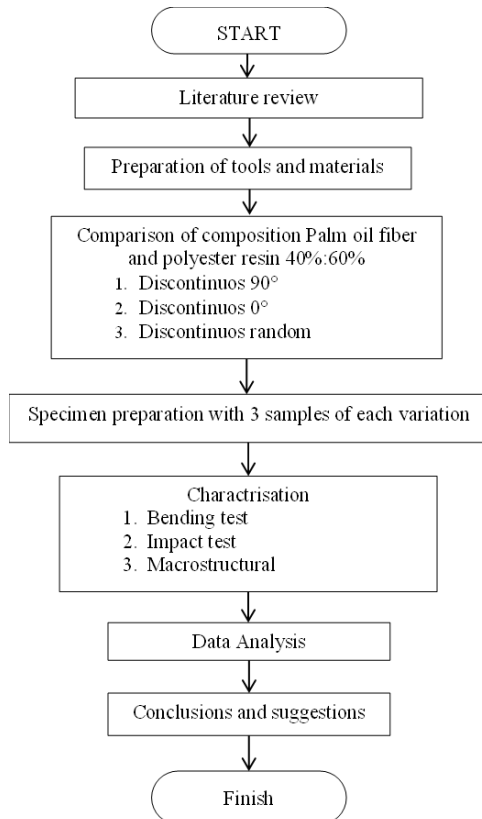 START
Literature review
Preparation of tools and materials
Comparison of composition Palm oil fiber
and polyester resin 40%:60%
1. Discontinuos 90°
2. Discontinuos 0°
3. Discontinuos random
Specimen preparation with 3 samples of each variation
Charactrisation
1. Bending test
2. Impact test
3. Macrostructural
Data Analysis
Conclusions and suggestions
Finish